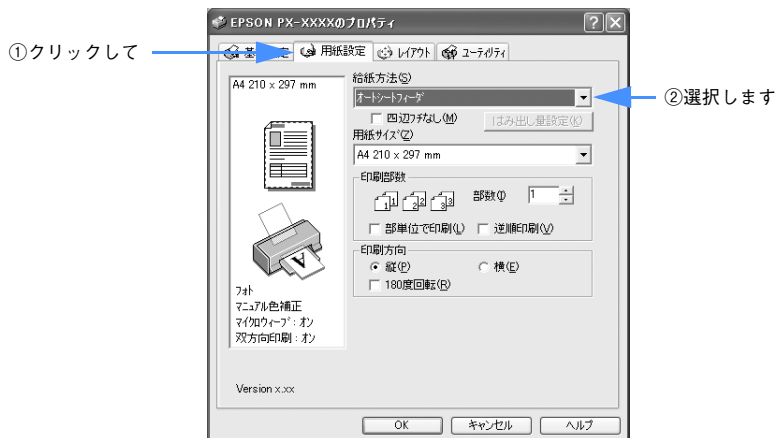 EPSON PX-XXXXのプロパティ
①クリックして
用紙設定 レイアウト ユーティリティ
A4 210 x 297 mm
給紙方法(S)
オートシートフィーダ
②選択します
四辺フチなし(M) はみ出し量設定(K)
用紙サイズ(Z)
A4 210 x 297 mm
印刷部数
1 1 2 2 3 3 部数(I) 1
部単位で印刷(L) 逆順印刷(V)
印刷方向
縦(P) 横(E)
180度回転(R)
フォト
マニュアル色補正
マイクロウィーブ：オン
双方向印刷：オン
Version x.xx
OK キャンセル ヘルプ